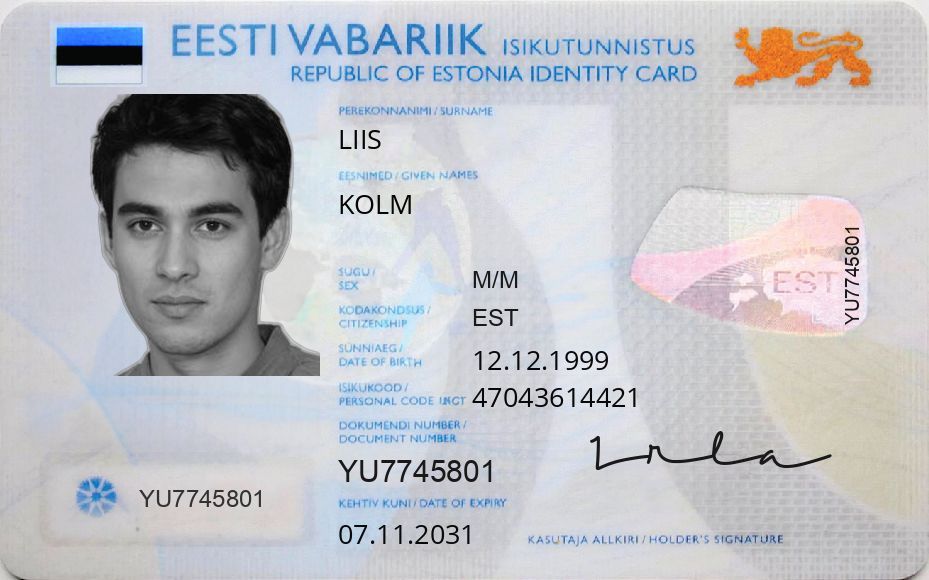 EESTI VABARIIK ISIKUTUNNISTUS
REPUBLIC OF ESTONIA IDENTITY CARD
PEREKONNANIMI / SURNAME
LIIS
EESNIMED / GIVEN NAMES
KOLM
SUGU /
SEX
M/M
KODAKONDSUS /
CITIZENSHIP
EST
SÜNNIAEG /
DATE OF BIRTH
12.12.1999
ISIKUKOOD /
PERSONAL CODE
47043614421
DOKUMENDI NUMBER /
DOCUMENT NUMBER
YU7745801
KEHTIV KUNI / DATE OF EXPIRY
07.11.2031
YU7745801
EST
YU7745801
KASUTAJA ALLKIRI / HOLDER'S SIGNATURE